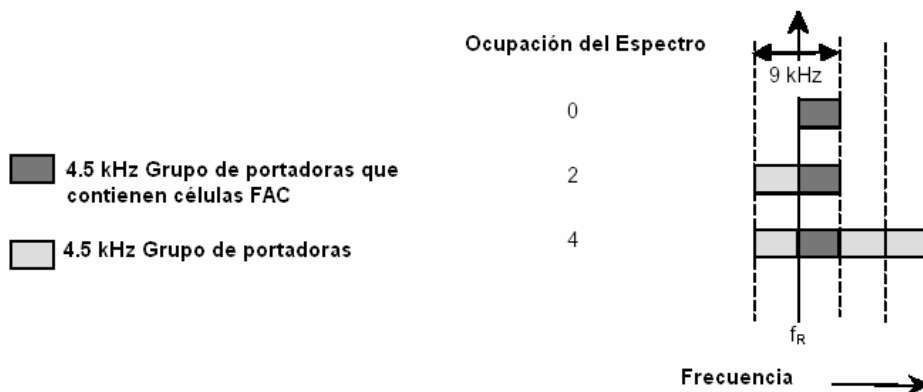 Ocupación del Espectro
9 kHz
0
4.5 kHz Grupo de portadoras que
contienen células FAC
2
4.5 kHz Grupo de portadoras
4
fR
Frecuencia